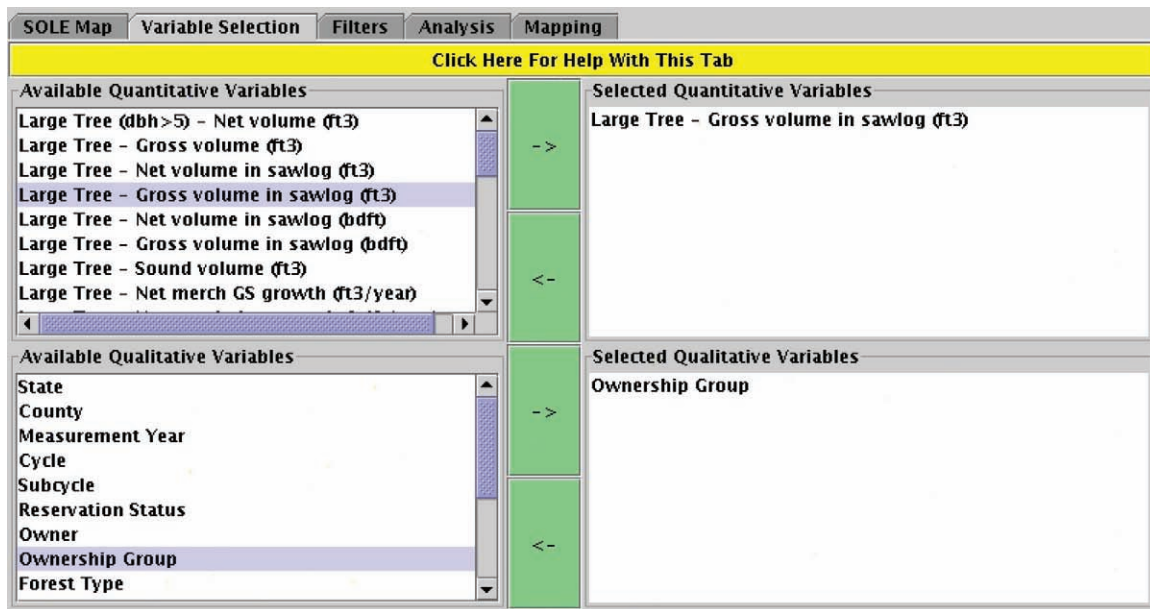 SOLE Map Variable Selection Filters Analysis Mapping
Click Here For Help With This Tab
Available Quantitative Variables
Large Tree (dbh>5) - Net volume (ft3)
Large Tree - Gross volume (ft3)
Large Tree - Net volume in sawlog (ft3)
Large Tree - Gross volume in sawlog (ft3)
Large Tree - Net volume in sawlog (bdft)
Large Tree - Gross volume in sawlog (bdft)
Large Tree - Sound volume (ft3)
Large Tree - Net merch GS growth (ft3/year)
->
<-
Selected Quantitative Variables
Large Tree - Gross volume in sawlog (ft3)
Available Qualitative Variables
State
County
Measurement Year
Cycle
Subcycle
Reservation Status
Owner
Ownership Group
Forest Type
->
<-
Selected Qualitative Variables
Ownership Group